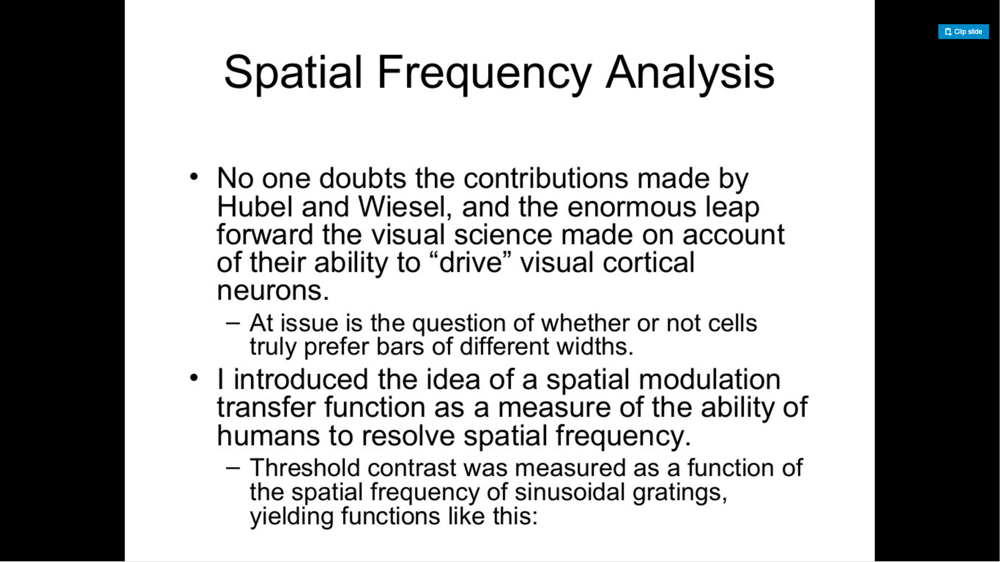 Clip slide
Spatial Frequency Analysis
• No one doubts the contributions made by
Hubel and Wiesel, and the enormous leap
forward the visual science made on account
of their ability to “drive” visual cortical
neurons.
– At issue is the question of whether or not cells
truly prefer bars of different widths.
• I introduced the idea of a spatial modulation
transfer function as a measure of the ability of
humans to resolve spatial frequency.
– Threshold contrast was measured as a function of
the spatial frequency of sinusoidal gratings,
yielding functions like this: